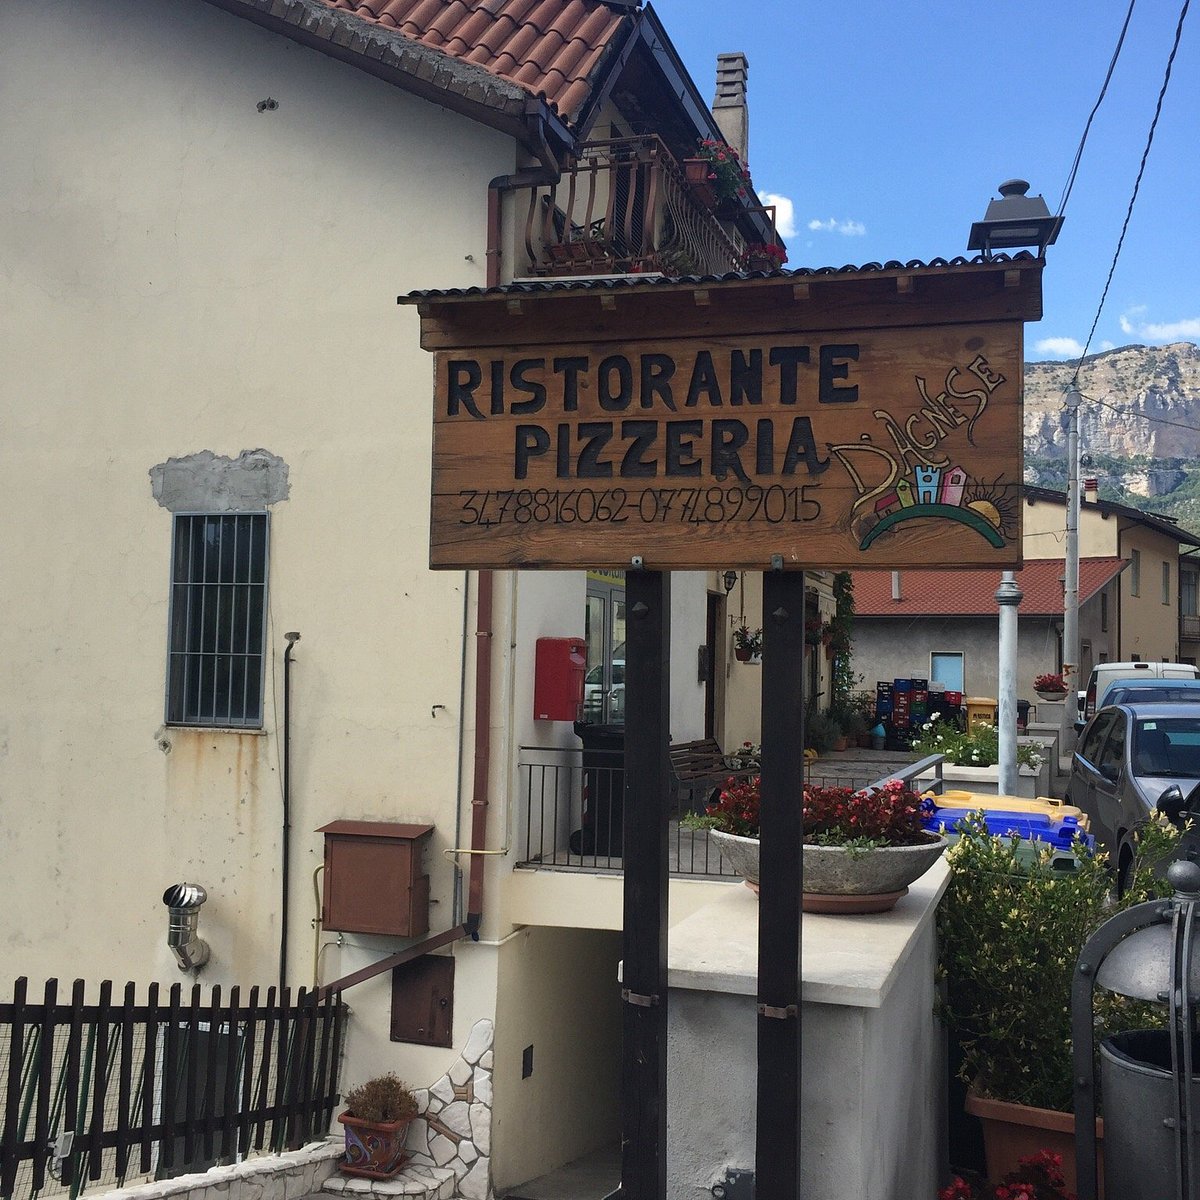 RISTORANTE
PIZZERIA
D'AGNESE
3478816062-0774899015